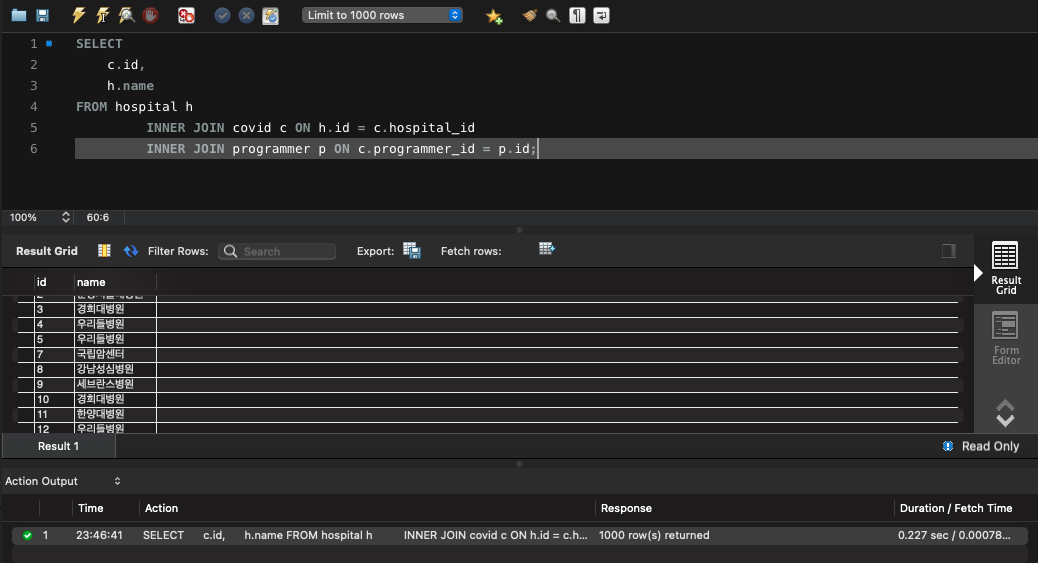 Limit to 1000 rows
1 SELECT
2 c.id,
3 h.name
4 FROM hospital h
5 INNER JOIN covid c ON h.id = c.hospital_id
6 INNER JOIN programmer p ON c.programmer_id = p.id;
100% 60:6
Result Grid Filter Rows: Search Export: Fetch rows:
id name
3 경희대병원
4 우리들병원
5 우리들병원
7 국립암센터
8 강남성심병원
9 세브란스병원
10 경희대병원
11 한양대병원
12 우리들병원
Result
Grid
Form
Editor
Result 1 Read Only
Action Output
Time Action Response Duration / Fetch Time
1 23:46:41 SELECT c.id, h.name FROM hospital h INNER JOIN covid c ON h.id = c.h... 1000 row(s) returned 0.227 sec / 0.00078...